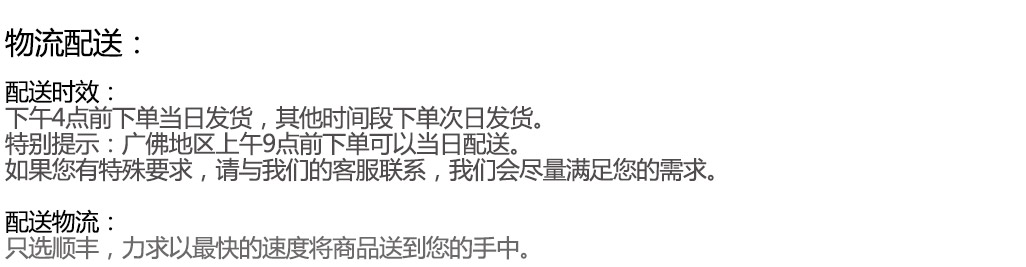 物流配送：
配送时效：
下午4点前下单当日发货，其他时间段下单次日发货。
特别提示：广佛地区上午9点前下单可以当日配送。
如果您有特殊要求，请与我们的客服联系，我们会尽量满足您的需求。
配送物流：
只选顺丰，力求以最快的速度将商品送到您的手中。